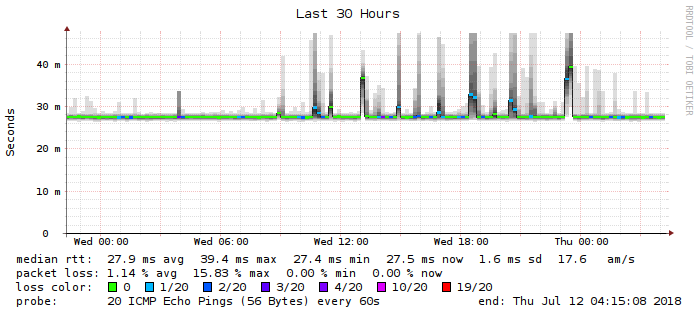 Last 30 Hours
RRDTOOL / TOBI OETIKER
Seconds
40 m
30 m
20 m
10 m
0
Wed 00:00 Wed 06:00 Wed 12:00 Wed 18:00 Thu 00:00
median rtt: 27.9 ms avg 39.4 ms max 27.4 ms min 27.5 ms now 1.6 ms sd 17.6 am/s
packet loss: 1.14 % avg 15.83 % max 0.00 % min 0.00 % now
loss color: 0 1/20 2/20 3/20 4/20 10/20 19/20
probe: 20 ICMP Echo Pings (56 Bytes) every 60s end: Thu Jul 12 04:15:08 2018